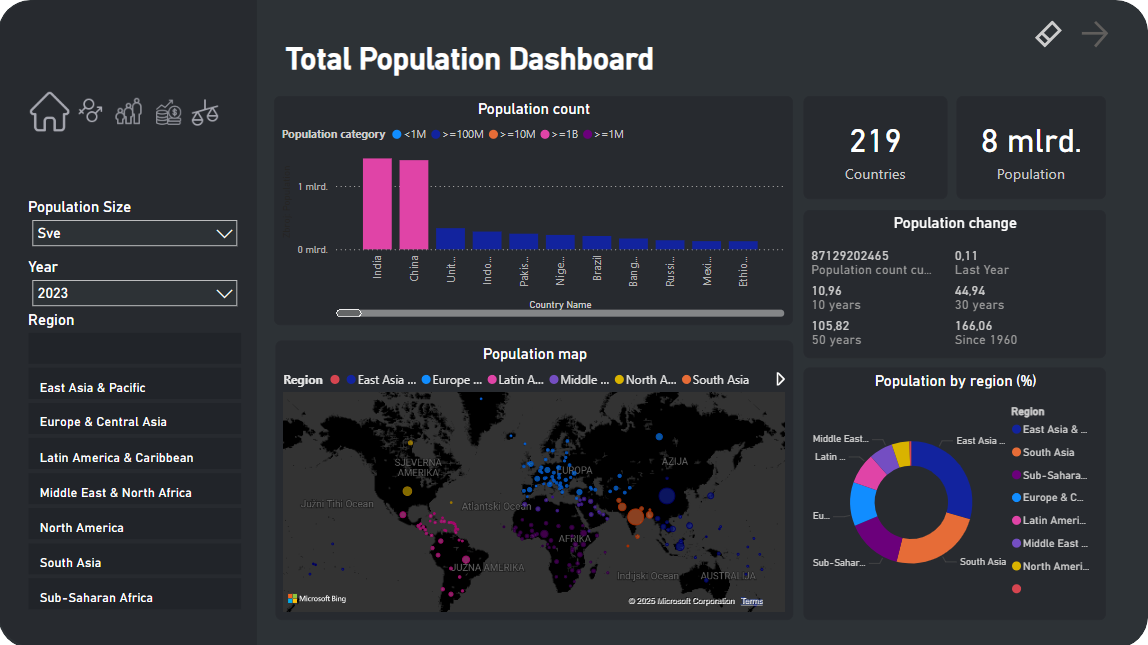 Total Population Dashboard
Population Size
Sve
Year
2023
Region
East Asia & Pacific
Europe & Central Asia
Latin America & Caribbean
Middle East & North Africa
North America
South Asia
Sub-Saharan Africa
Population count
Population category <1M >=100M >=10M >=1B >=1M
1 mlrd.
0 mlrd.
India
China
Unit...
Indo...
Pakis...
Nige...
Brazil
Bang...
Russi...
Mexi...
Ethio...
Country Name
Population map
Region East Asia ... Europe ... Latin A... Middle ... North A... South Asia
SJEVERNA
AMERIKA
EUROPA
AZIJA
Južni Tihi Ocean
Atlantski Ocean
AFRIKA
JUŽNA AMERIKA
Indijski Ocean
AUSTRALIJA
Microsoft Bing
© 2025 Microsoft Corporation Terms
219
Countries
8 mlrd.
Population
Population change
87129202465
Population count cu...
0,11
Last Year
10,96
10 years
44,94
30 years
105,82
50 years
166,06
Since 1960
Population by region (%)
Middle East...
Latin ...
Eu...
Sub-Sahar...
East Asia ...
South Asia
Region
East Asia & ...
South Asia
Sub-Sahara...
Europe & C...
Latin Ameri...
Middle East ...
North Ameri...